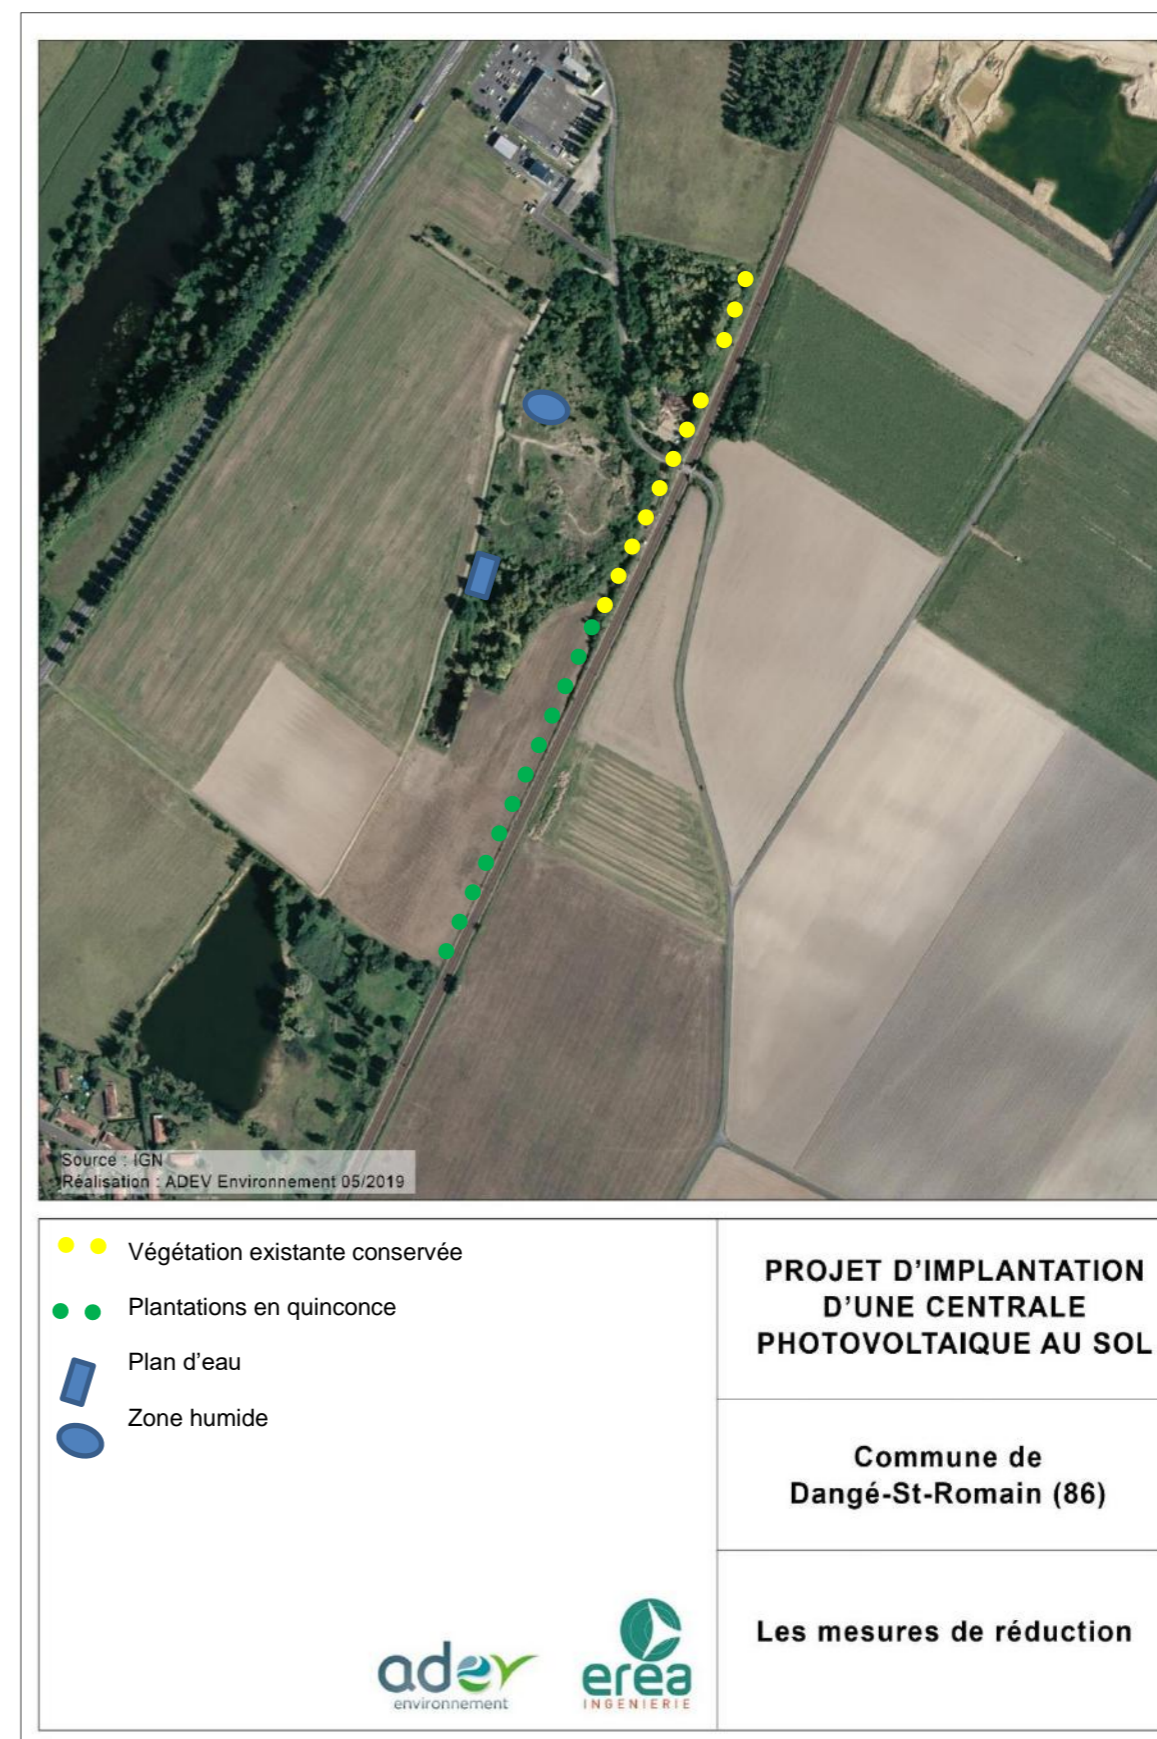 Source : IGN
Réalisation : ADEV Environnement 05/2019
Végétation existante conservée
Plantations en quinconce
Plan d'eau
Zone humide
PROJET D'IMPLANTATION
D'UNE CENTRALE
PHOTOVOLTAIQUE AU SOL
Commune de
Dangé-St-Romain (86)
Les mesures de réduction
adev
environnement
erea
INGENIERIE